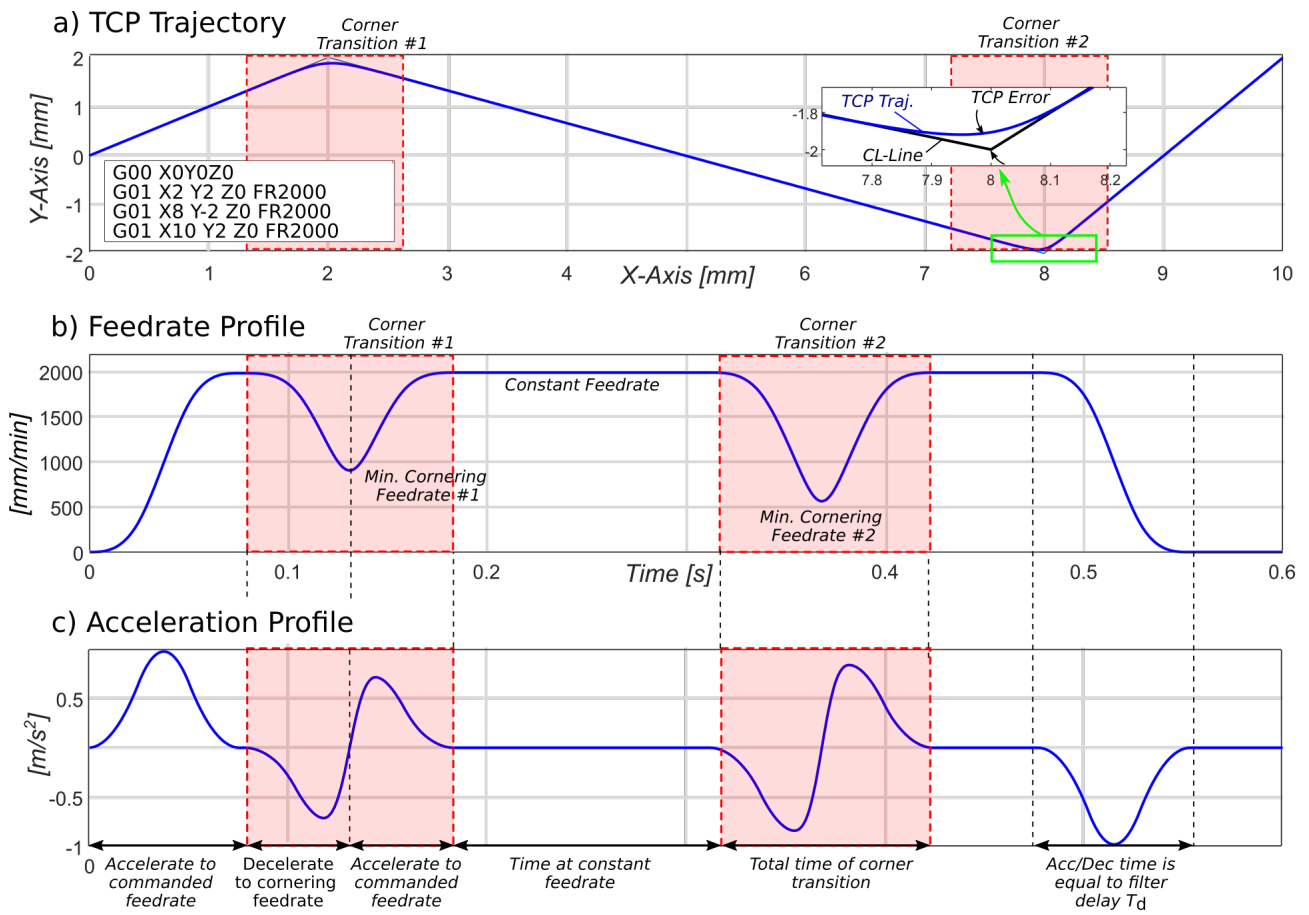 a) TCP Trajectory
Corner
Transition #1
Corner
Transition #2
Y-Axis [mm]
2
1
0
-1
-2
G00 X0Y0Z0
G01 X2 Y2 Z0 FR2000
G01 X8 Y-2 Z0 FR2000
G01 X10 Y2 Z0 FR2000
TCP Traj.
TCP Error
CL-Line
-1.8
-2
7.8 7.9 8 8.1 8.2
0 1 2 3 4 6 7 8 9 10
X-Axis [mm]
b) Feedrate Profile
Corner
Transition #1
Corner
Transition #2
[mm/min]
2000
1500
1000
500
0
Constant Feedrate
Min. Cornering
Feedrate #1
Min. Cornering
Feedrate #2
0 0.1 0.2 0.4 0.5 0.6
Time [s]
c) Acceleration Profile
[m/s2]
0.5
0
-0.5
-1
0
Accelerate to
commanded
feedrate
Decelerate
to cornering
feedrate
Accelerate to
commanded
feedrate
Time at constant
feedrate
Total time of corner
transition
Acc/Dec time is
equal to filter
delay Td